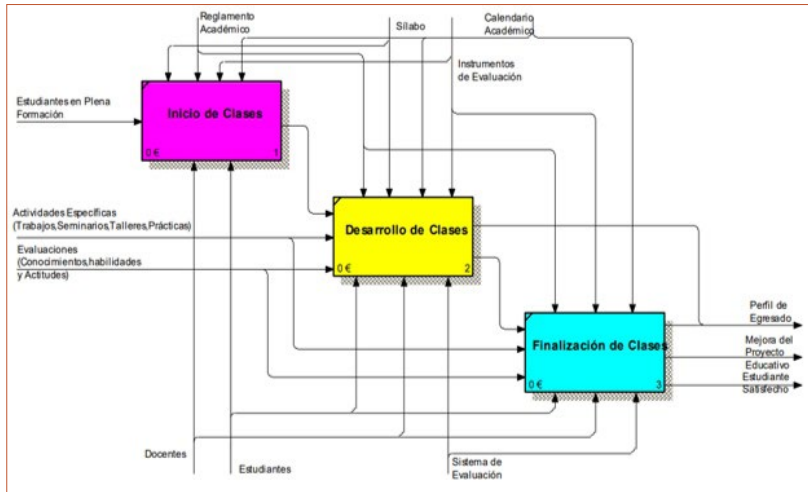 Reglamento
Académico
Sílabo
Calendario
Académico
Instrumentos
de Evaluación
Estudiantes en Plena
Formación
Inicio de Clases
0 €
1
Actividades Específicas
(Trabajos,Seminarios,Talleres,Prácticas)
Evaluaciones
(Conocimientos,habilidades
y Actitudes)
Desarrollo de Clases
0 €
2
Finalización de Clases
0 €
3
Perfil de
Egresado
Mejora del
Proyecto
Educativo
Estudiante
Satisfecho
Docentes
Estudiantes
Sistema de
Evaluación